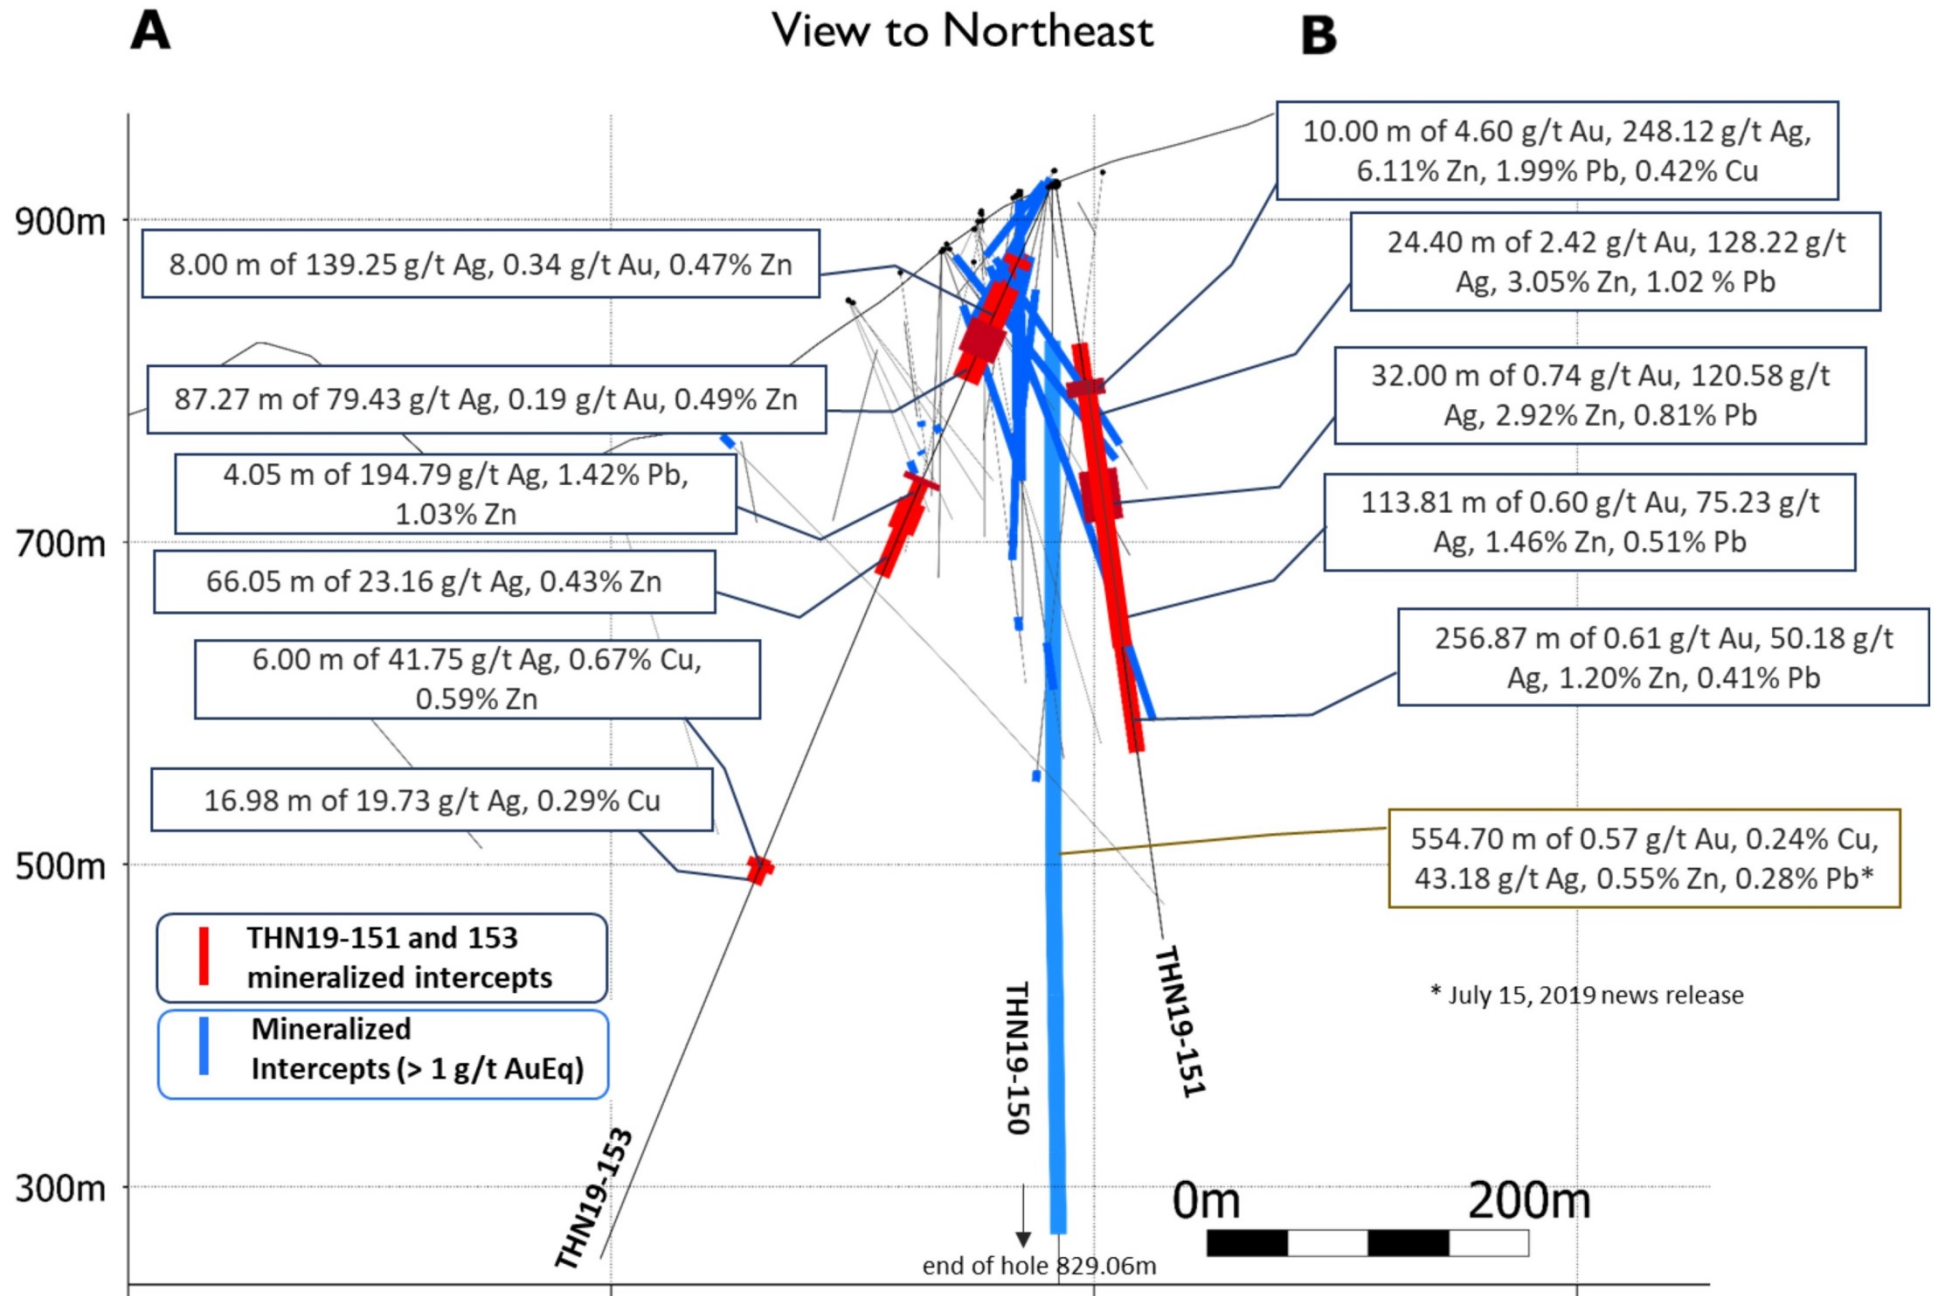 A
View to Northeast
B
900m
700m
500m
300m
8.00 m of 139.25 g/t Ag, 0.34 g/t Au, 0.47% Zn
87.27 m of 79.43 g/t Ag, 0.19 g/t Au, 0.49% Zn
4.05 m of 194.79 g/t Ag, 1.42% Pb,
1.03% Zn
66.05 m of 23.16 g/t Ag, 0.43% Zn
6.00 m of 41.75 g/t Ag, 0.67% Cu,
0.59% Zn
16.98 m of 19.73 g/t Ag, 0.29% Cu
10.00 m of 4.60 g/t Au, 248.12 g/t Ag,
6.11% Zn, 1.99% Pb, 0.42% Cu
24.40 m of 2.42 g/t Au, 128.22 g/t
Ag, 3.05% Zn, 1.02 % Pb
32.00 m of 0.74 g/t Au, 120.58 g/t
Ag, 2.92% Zn, 0.81% Pb
113.81 m of 0.60 g/t Au, 75.23 g/t
Ag, 1.46% Zn, 0.51% Pb
256.87 m of 0.61 g/t Au, 50.18 g/t
Ag, 1.20% Zn, 0.41% Pb
554.70 m of 0.57 g/t Au, 0.24% Cu,
43.18 g/t Ag, 0.55% Zn, 0.28% Pb*
* July 15, 2019 news release
THN19-151 and 153
mineralized intercepts
Mineralized
Intercepts (> 1 g/t AuEq)
THN19-153
THN19-150
THN19-151
end of hole 829.06m
0m
200m